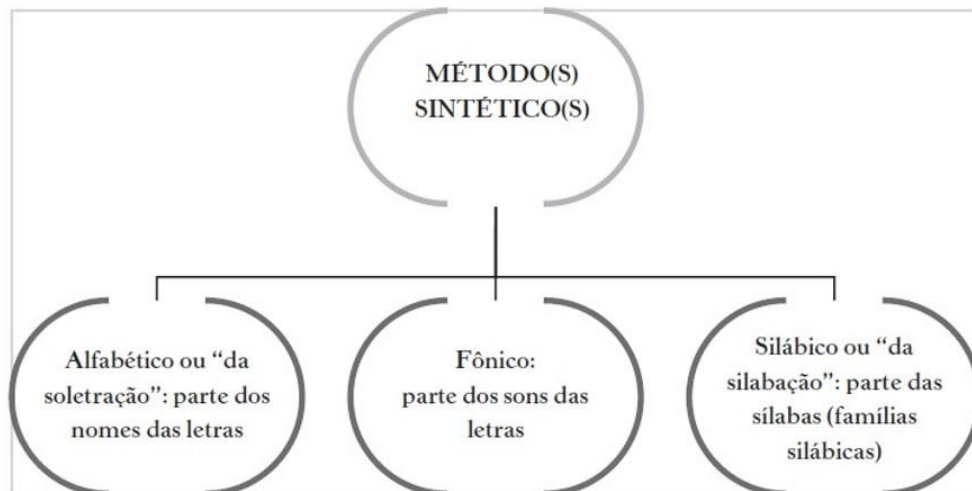 MÉTODO(S)
SINTÉTICO(S)
Alfabético ou “da
soletração”: parte dos
nomes das letras
Fônico:
parte dos sons das
letras
Silábico ou “da
silabação”: parte das
sílabas (famílias
silábicas)